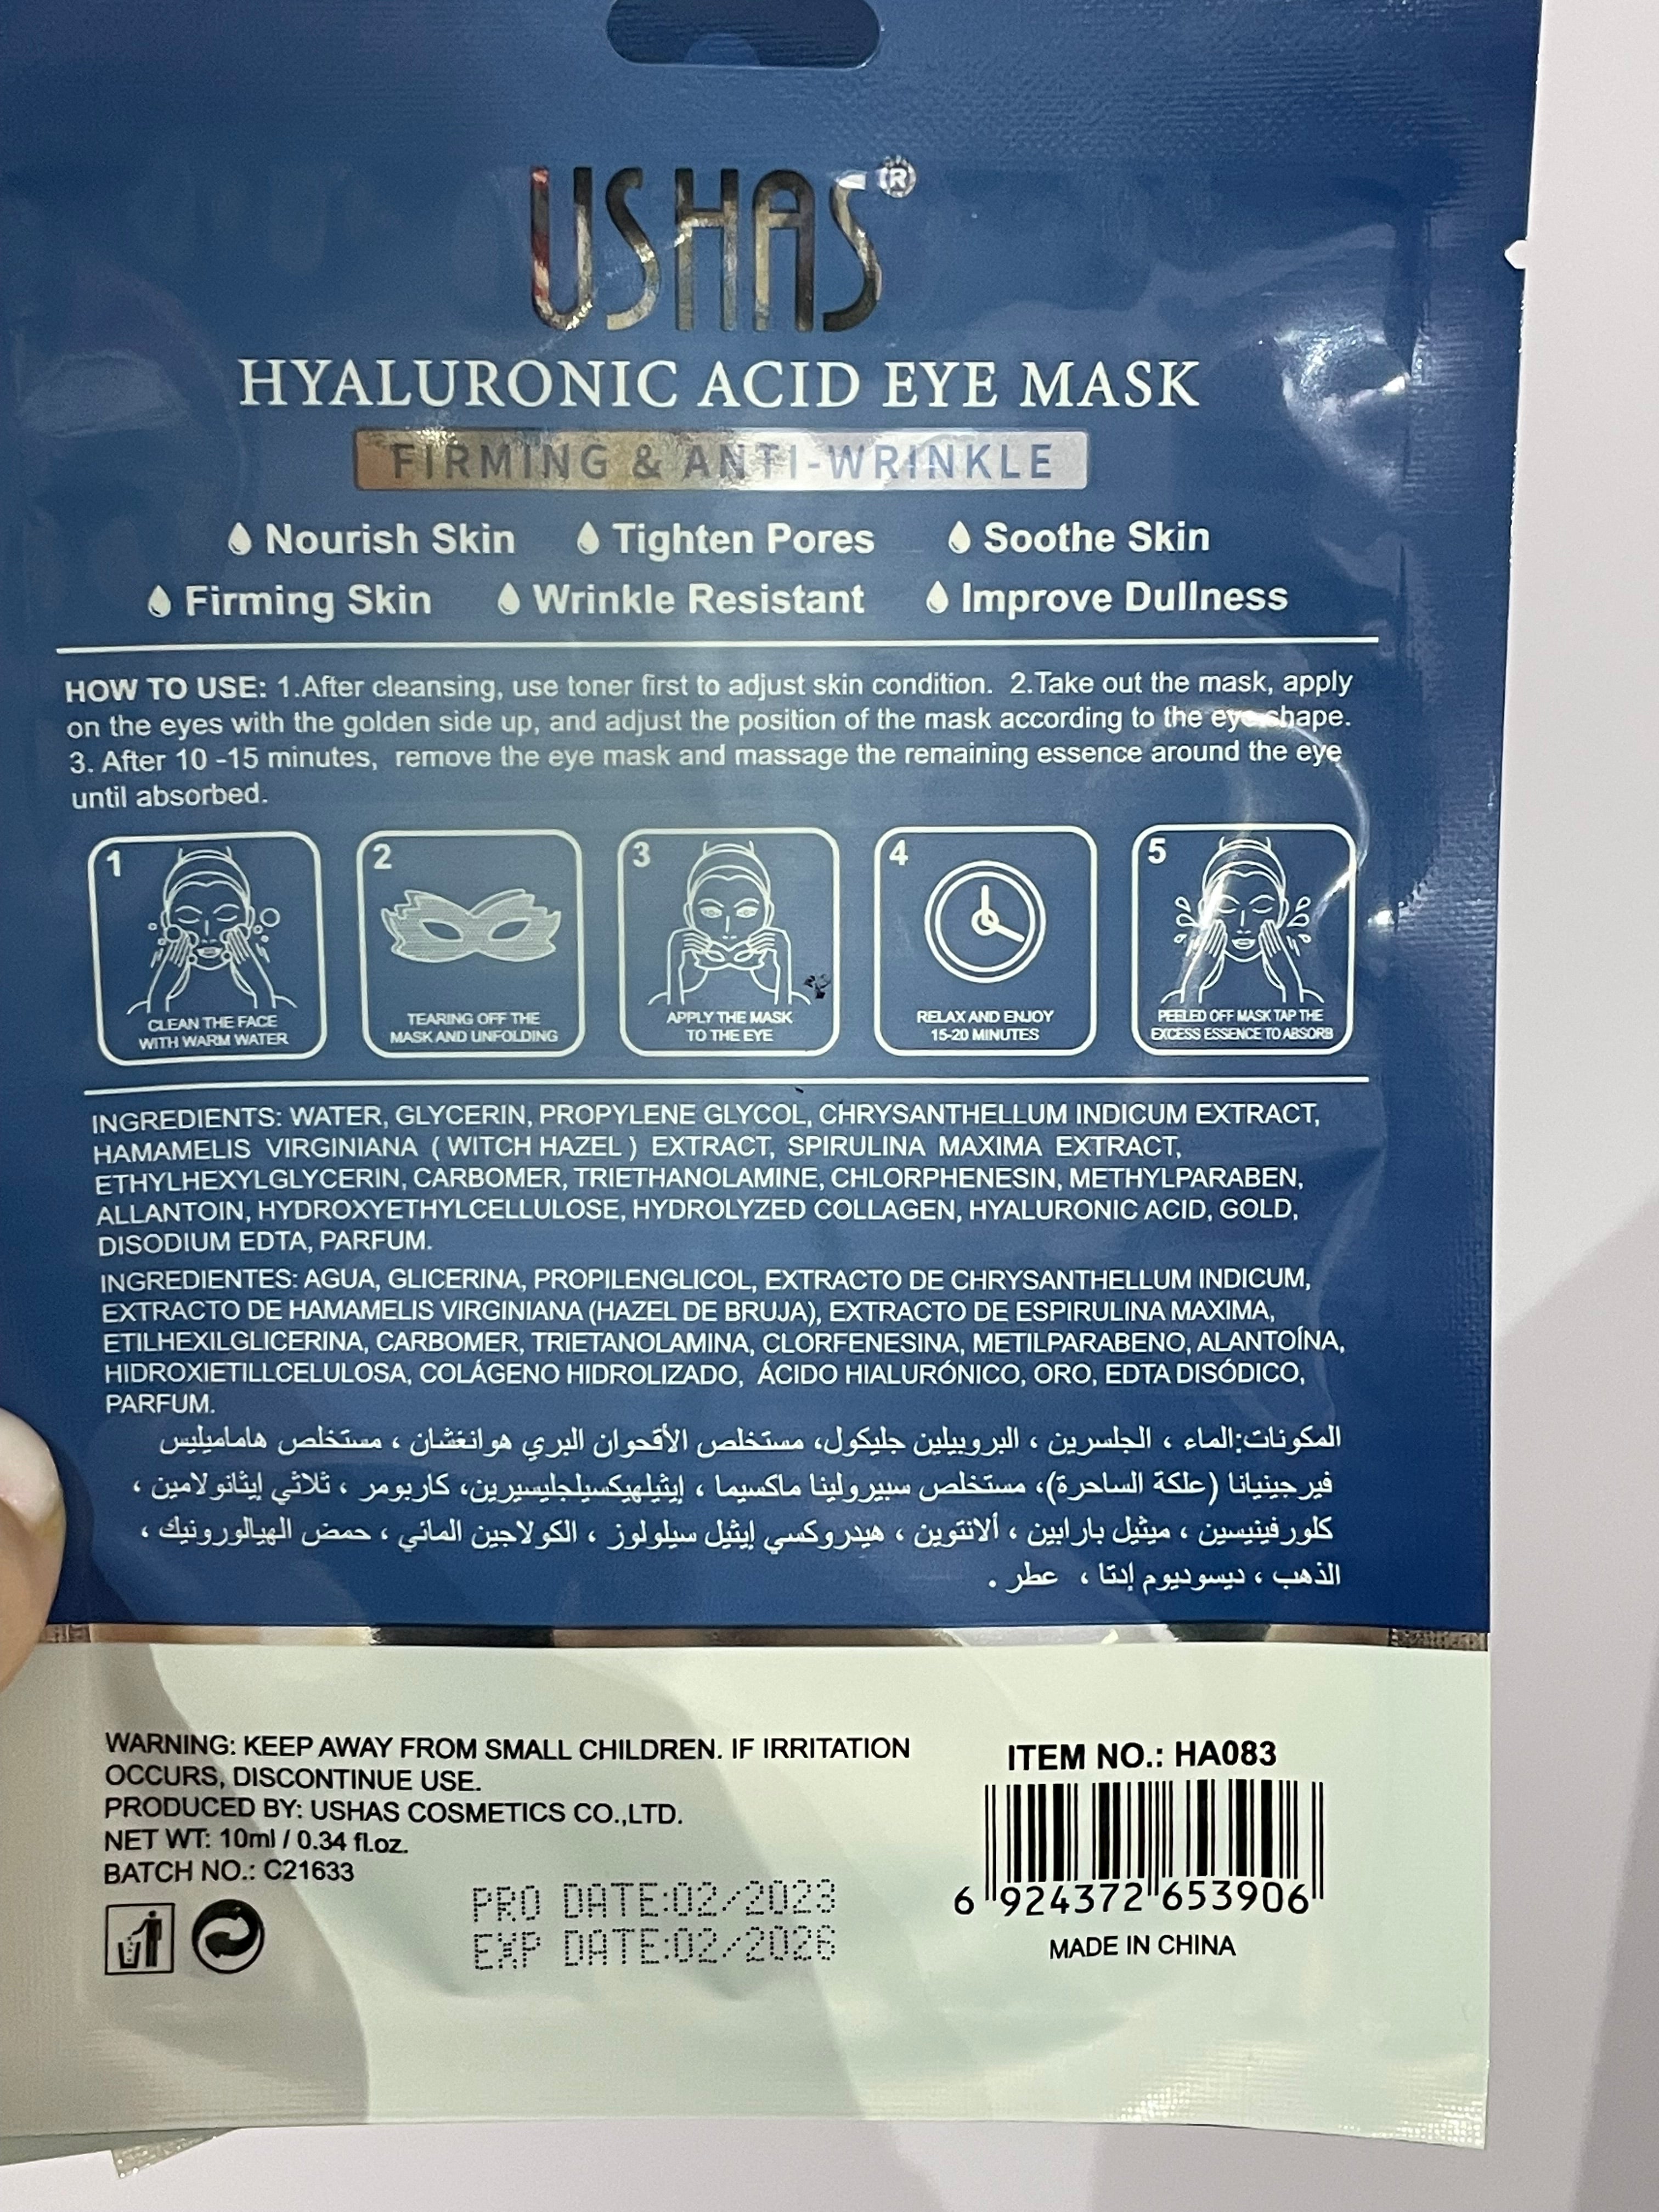 USHAS®
HYALURONIC ACID EYE MASK
FIRMING & ANTI-WRINKLE
Nourish Skin Tighten Pores Soothe Skin
Firming Skin Wrinkle Resistant Improve Dullness
HOW TO USE: 1.After cleansing, use toner first to adjust skin condition. 2.Take out the mask, apply
on the eyes with the golden side up, and adjust the position of the mask according to the eye shape.
3. After 10 -15 minutes, remove the eye mask and massage the remaining essence around the eye
until absorbed.
1
CLEAN THE FACE
WITH WARM WATER
2
TEARING OFF THE
MASK AND UNFOLDING
3
APPLY THE MASK
TO THE EYE
4
RELAX AND ENJOY
15-20 MINUTES
5
PEELED OFF MASK TAP THE
EXCESS ESSENCE TO ABSORB
INGREDIENTS: WATER, GLYCERIN, PROPYLENE GLYCOL, CHRYSANTHELLUM INDICUM EXTRACT,
HAMAMELIS VIRGINIANA ( WITCH HAZEL ) EXTRACT, SPIRULINA MAXIMA EXTRACT,
ETHYLHEXYLGLYCERIN, CARBOMER, TRIETHANOLAMINE, CHLORPHENESIN, METHYLPARABEN,
ALLANTOIN, HYDROXYETHYLCELLULOSE, HYDROLYZED COLLAGEN, HYALURONIC ACID, GOLD,
DISODIUM EDTA, PARFUM.
INGREDIENTES: AGUA, GLICERINA, PROPILENGLICOL, EXTRACTO DE CHRYSANTHELLUM INDICUM,
EXTRACTO DE HAMAMELIS VIRGINIANA (HAZEL DE BRUJA), EXTRACTO DE ESPIRULINA MAXIMA,
ETILHEXILGLICERINA, CARBOMER, TRIETANOLAMINA, CLORFENESINA, METILPARABENO, ALANTOÍNA,
HIDROXIETILLCELULOSA, COLÁGENO HIDROLIZADO, ÁCIDO HIALURÓNICO, ORO, EDTA DISÓDICO,
PARFUM.
المكونات:الماء ، الجلسرين ، البروبيلين جليكول، مستخلص الأقحوان البري هوانغشان ، مستخلص هاماميليس
فيرجينيانا (علكة الساحرة)، مستخلص سبيرولينا ماكسيما ، إيثيلهيكسيلجليسيرين، كاربومر ، ثلاثي إيثانولامين ،
كلورفينيسين ، ميثيل بارابين ، ألانتوين ، هيدروكسي إيثيل سيلولوز ، الكولاجين المائي ، حمض الهيالورونيك ،
الذهب ، ديسوديوم إدتا ، عطر .
WARNING: KEEP AWAY FROM SMALL CHILDREN. IF IRRITATION
OCCURS, DISCONTINUE USE.
PRODUCED BY: USHAS COSMETICS CO.,LTD.
NET WT: 10ml / 0.34 fl.oz.
BATCH NO.: C21633
PRO DATE:02/2023
EXP DATE:02/2026
ITEM NO.: HA083
6 924372 653906
MADE IN CHINA